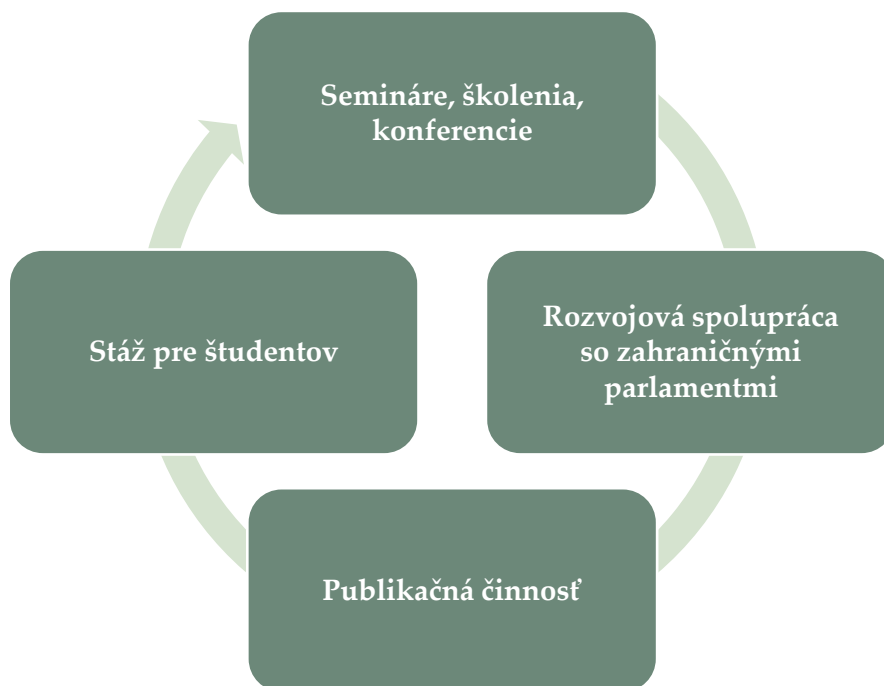 Semináre, školenia,
konferencie
Rozvojová spolupráca
so zahraničnými
parlamentmi
Publikačná činnosť
Stáž pre študentov